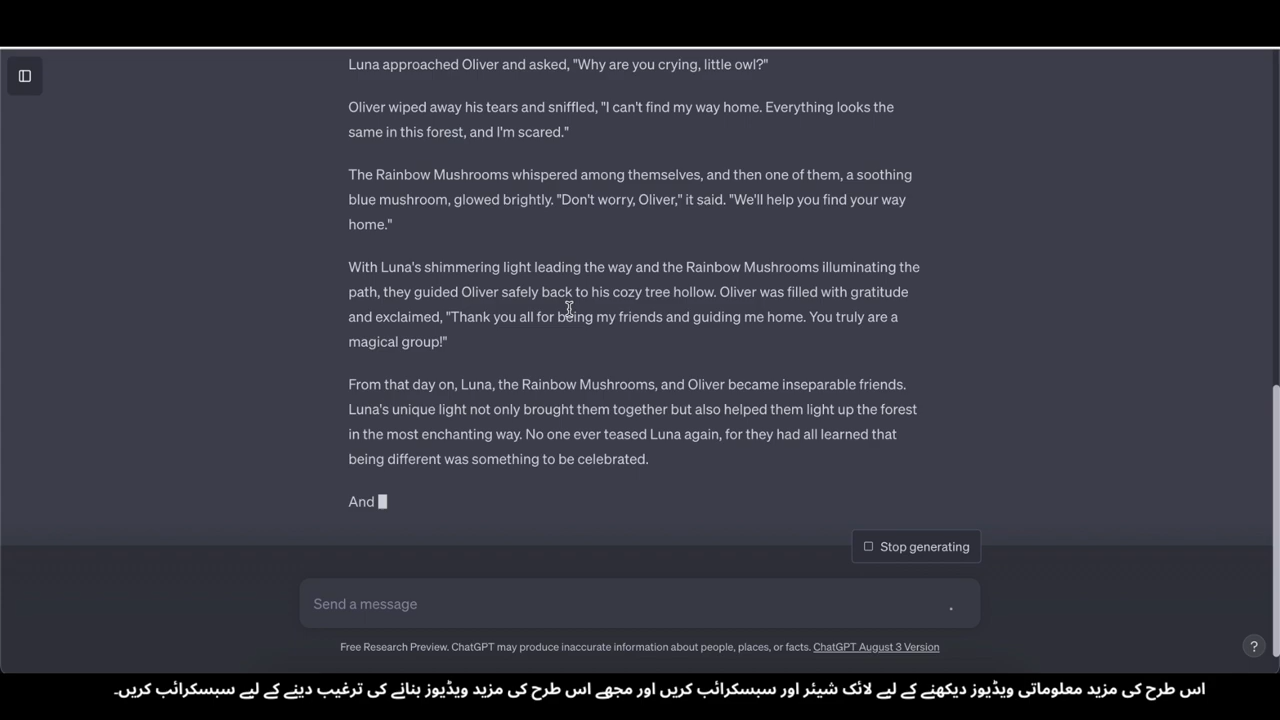 Luna approached Oliver and asked, "Why are you crying, little owl?"
Oliver wiped away his tears and sniffled, "I can't find my way home. Everything looks the
same in this forest, and I'm scared."
The Rainbow Mushrooms whispered among themselves, and then one of them, a soothing
blue mushroom, glowed brightly. "Don't worry, Oliver," it said. "We'll help you find your way
home."
With Luna's shimmering light leading the way and the Rainbow Mushrooms illuminating the
path, they guided Oliver safely back to his cozy tree hollow. Oliver was filled with gratitude
and exclaimed, "Thank you all for being my friends and guiding me home. You truly are a
magical group!"
From that day on, Luna, the Rainbow Mushrooms, and Oliver became inseparable friends.
Luna's unique light not only brought them together but also helped them light up the forest
in the most enchanting way. No one ever teased Luna again, for they had all learned that
being different was something to be celebrated.
And
Stop generating
Send a message
Free Research Preview. ChatGPT may produce inaccurate information about people, places, or facts. ChatGPT August 3 Version
?
اس طرح کی مزید معلوماتی ویڈیوز دیکھنے کے لیے لائک شیئر اور سبسکرائب کریں اور مجھے اس طرح کی مزید ویڈیوز بنانے کی ترغیب دینے کے لیے سبسکرائب کریں۔